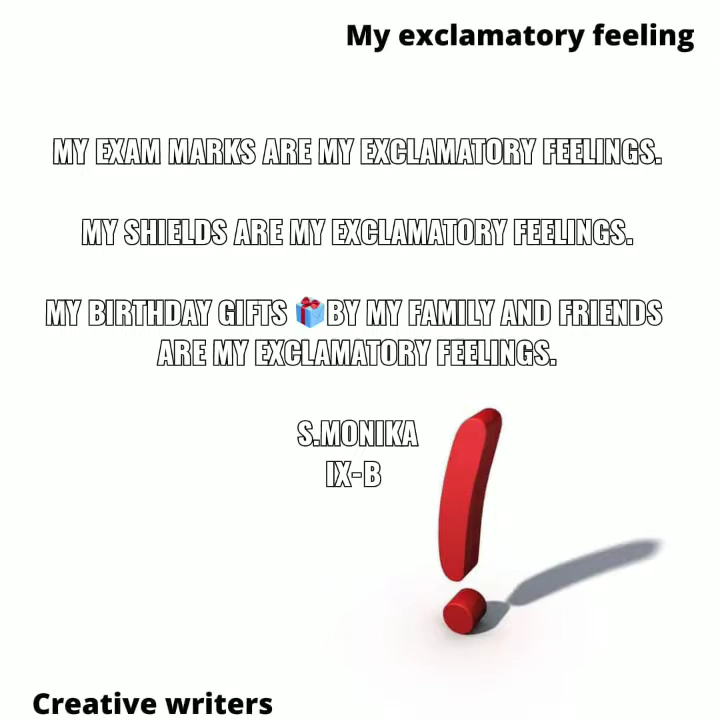 My exclamatory feeling
MY EXAM MARKS ARE MY EXCLAMATORY FEELINGS.
MY SHIELDS ARE MY EXCLAMATORY FEELINGS.
MY BIRTHDAY GIFTS 🎁BY MY FAMILY AND FRIENDS
ARE MY EXCLAMATORY FEELINGS.
S.MONIKA
IX-B
Creative writers